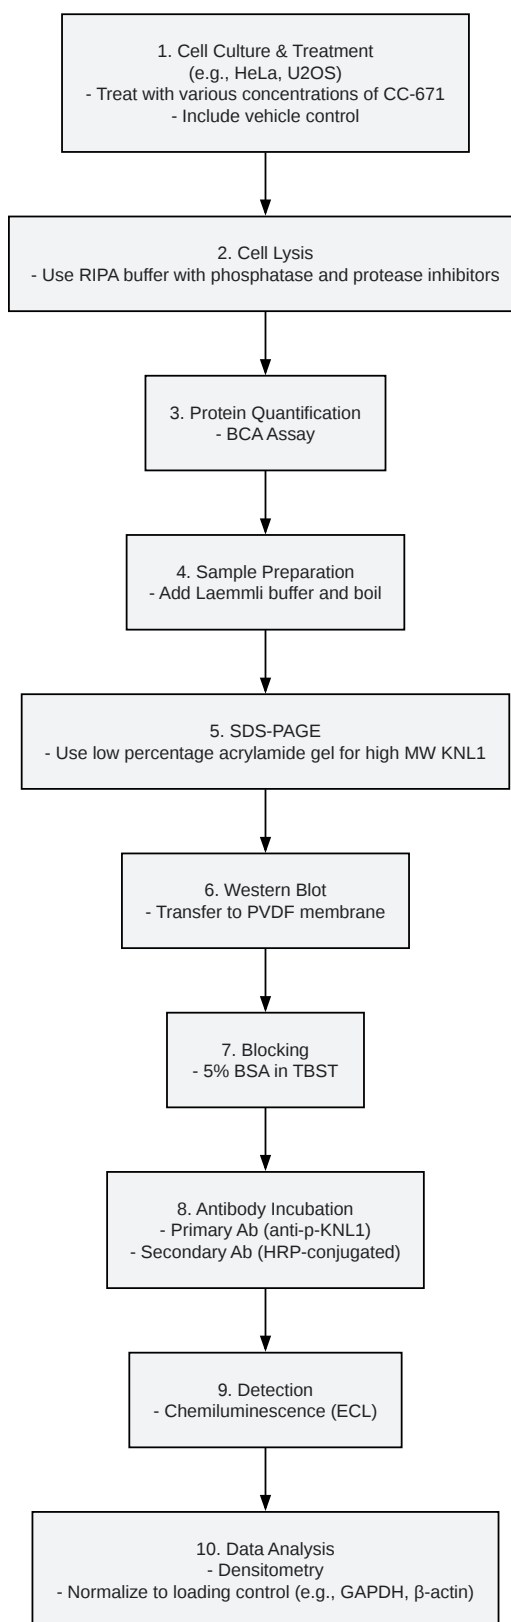 1. Cell Culture & Treatment
(e.g., HeLa, U2OS)
- Treat with various concentrations of CC-671
- Include vehicle control
2. Cell Lysis
- Use RIPA buffer with phosphatase and protease inhibitors
3. Protein Quantification
- BCA Assay
4. Sample Preparation
- Add Laemmli buffer and boil
5. SDS-PAGE
- Use low percentage acrylamide gel for high MW KNL1
6. Western Blot
- Transfer to PVDF membrane
7. Blocking
- 5% BSA in TBST
8. Antibody Incubation
- Primary Ab (anti-p-KNL1)
- Secondary Ab (HRP-conjugated)
9. Detection
- Chemiluminescence (ECL)
10. Data Analysis
- Densitometry
- Normalize to loading control (e.g., GAPDH, β-actin)